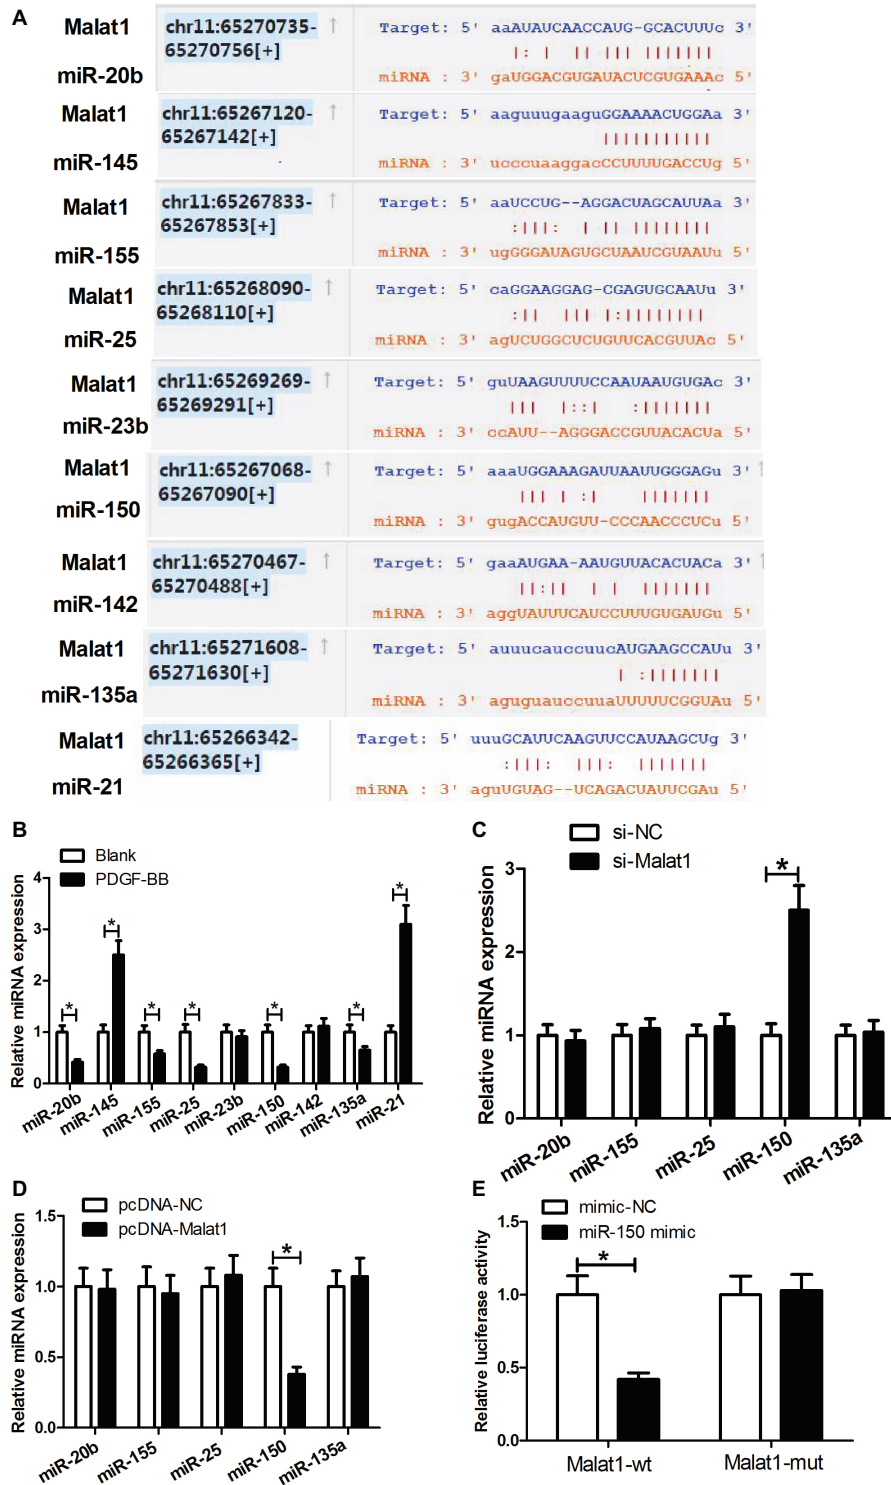 A
Malat1
miR-20b
chr11:65270735-
65270756[+]
↑
Target: 5' aaAUAUCAACCAUG-GCACUUUc 3'
miRNA : 3' gaUGGACGUGAUACUCGUGAAAc 5'
Malat1
miR-145
chr11:65267120-
65267142[+]
↑
Target: 5' aaguuugaaguGGAAAACUGGAa 3'
miRNA : 3' ucccuaaggacCCUUUUGACCUg 5'
Malat1
miR-155
chr11:65267833-
65267853[+]
↑
Target: 5' aaUCCUG--AGGACUAGCAUUAa 3'
miRNA : 3' ugGGGAUAGUGCUAAUCGUAAUu 5'
Malat1
miR-25
chr11:65268090-
65268110[+]
↑
Target: 5' caGGAAGGAG-CGAGUGCAAUu 3'
miRNA : 3' agUCUGGCUCUGUUCACGUUAc 5'
Malat1
miR-23b
chr11:65269269-
65269291[+]
↑
Target: 5' guUAAGUUUUCCAAUAAUGUGAc 3'
miRNA : 3' ccAUU--AGGGACCGUUACACUa 5'
Malat1
miR-150
chr11:65267068-
65267090[+]
↑
Target: 5' aaaUGGAAAGAUUAAUUGGGAGu 3'
miRNA : 3' gugACCAUGUU-CCCAACCCUCu 5'
Malat1
miR-142
chr11:65270467-
65270488[+]
↑
Target: 5' gaaAUGAA-AAUGUUACACUACa 3'
miRNA : 3' aggUAUUUCAUCCUUUGUGAUGu 5'
Malat1
miR-135a
chr11:65271608-
65271630[+]
↑
Target: 5' auuucauccuucAUGAAGCCAUu 3'
miRNA : 3' aguguauccuuaUUUUUCGGUAu 5'
Malat1
miR-21
chr11:65266342-
65266365[+]
Target: 5' uuuGCAUUCAAGUUCCAUAAGCUg 3'
miRNA : 3' aguUGUAG--UCAGACUAUUCGAu 5'
B
Blank
PDGF-BB
Relative miRNA expression
4
3
2
1
0
* * * * * * *
miR-20b miR-145 miR-155 miR-25 miR-23b miR-150 miR-142 miR-135a miR-21
C
si-NC
si-Malat1
Relative miRNA expression
3
2
1
0
*
miR-20b miR-155 miR-25 miR-150 miR-135a
D
pcDNA-NC
pcDNA-Malat1
Relative miRNA expression
1.5
1.0
0.5
0.0
*
miR-20b miR-155 miR-25 miR-150 miR-135a
E
mimic-NC
miR-150 mimic
Relative luciferase activity
1.5
1.0
0.5
0.0
*
Malat1-wt Malat1-mut